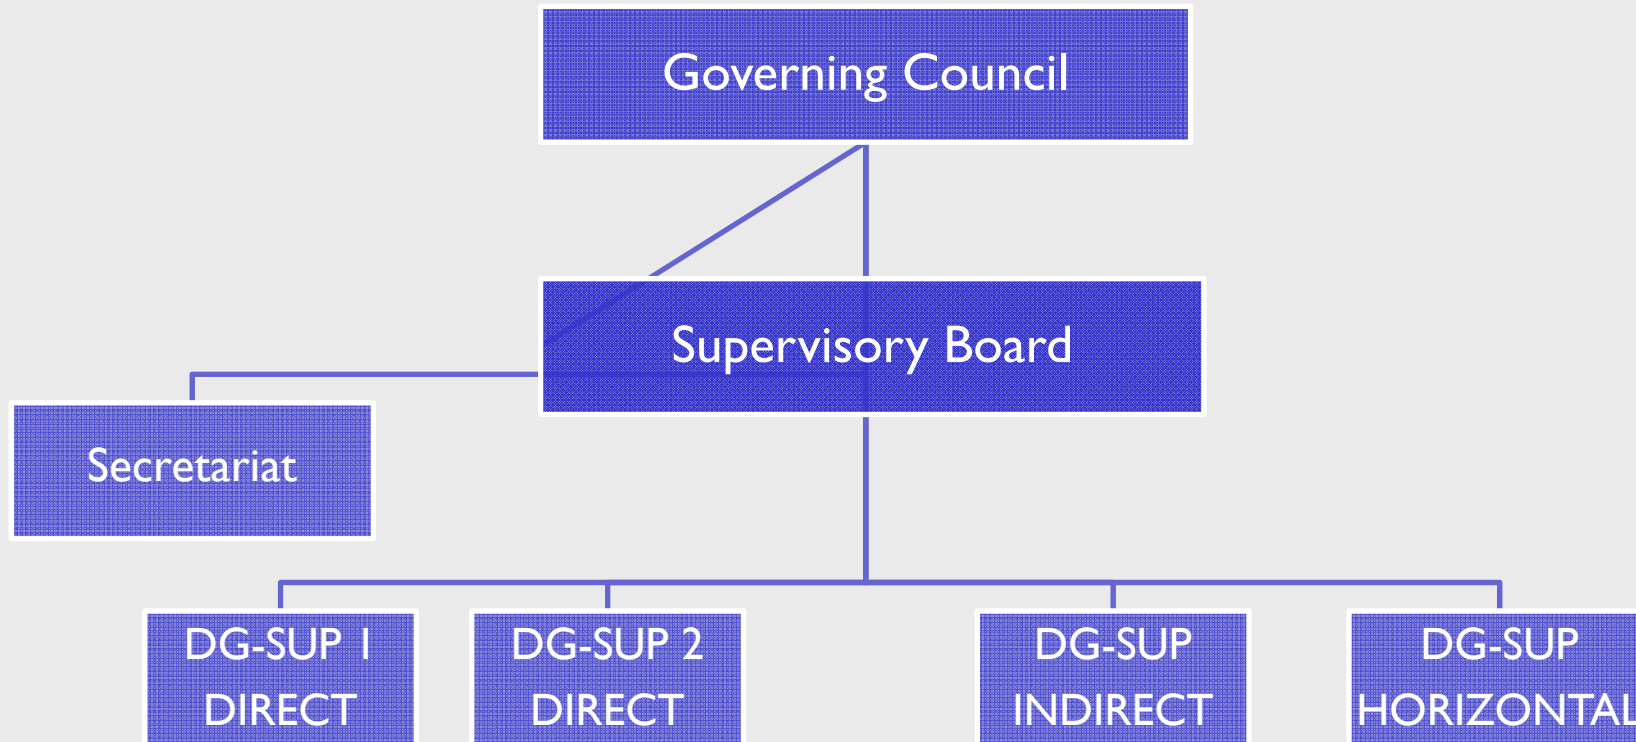 Governing Council
Supervisory Board
Secretariat
DG-SUP 1
DIRECT
DG-SUP 2
DIRECT
DG-SUP
INDIRECT
DG-SUP
HORIZONTAL